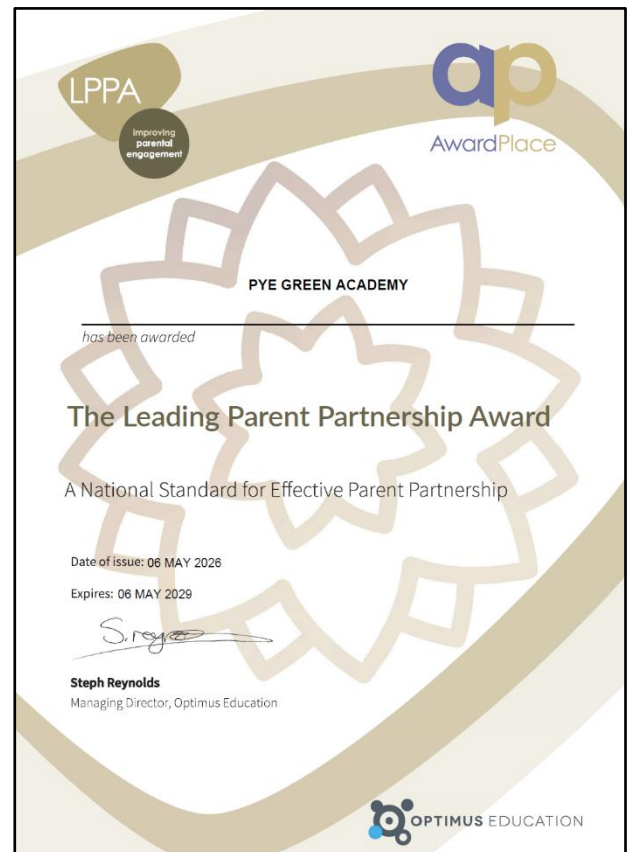 LPPA
Improving
parental
engagement
ap
AwardPlace
PYE GREEN ACADEMY
has been awarded
The Leading Parent Partnership Award
A National Standard for Effective Parent Partnership
Date of issue: 06 MAY 2026
Expires: 06 MAY 2029
Steph Reynolds
Managing Director, Optimus Education
OPTIMUS EDUCATION